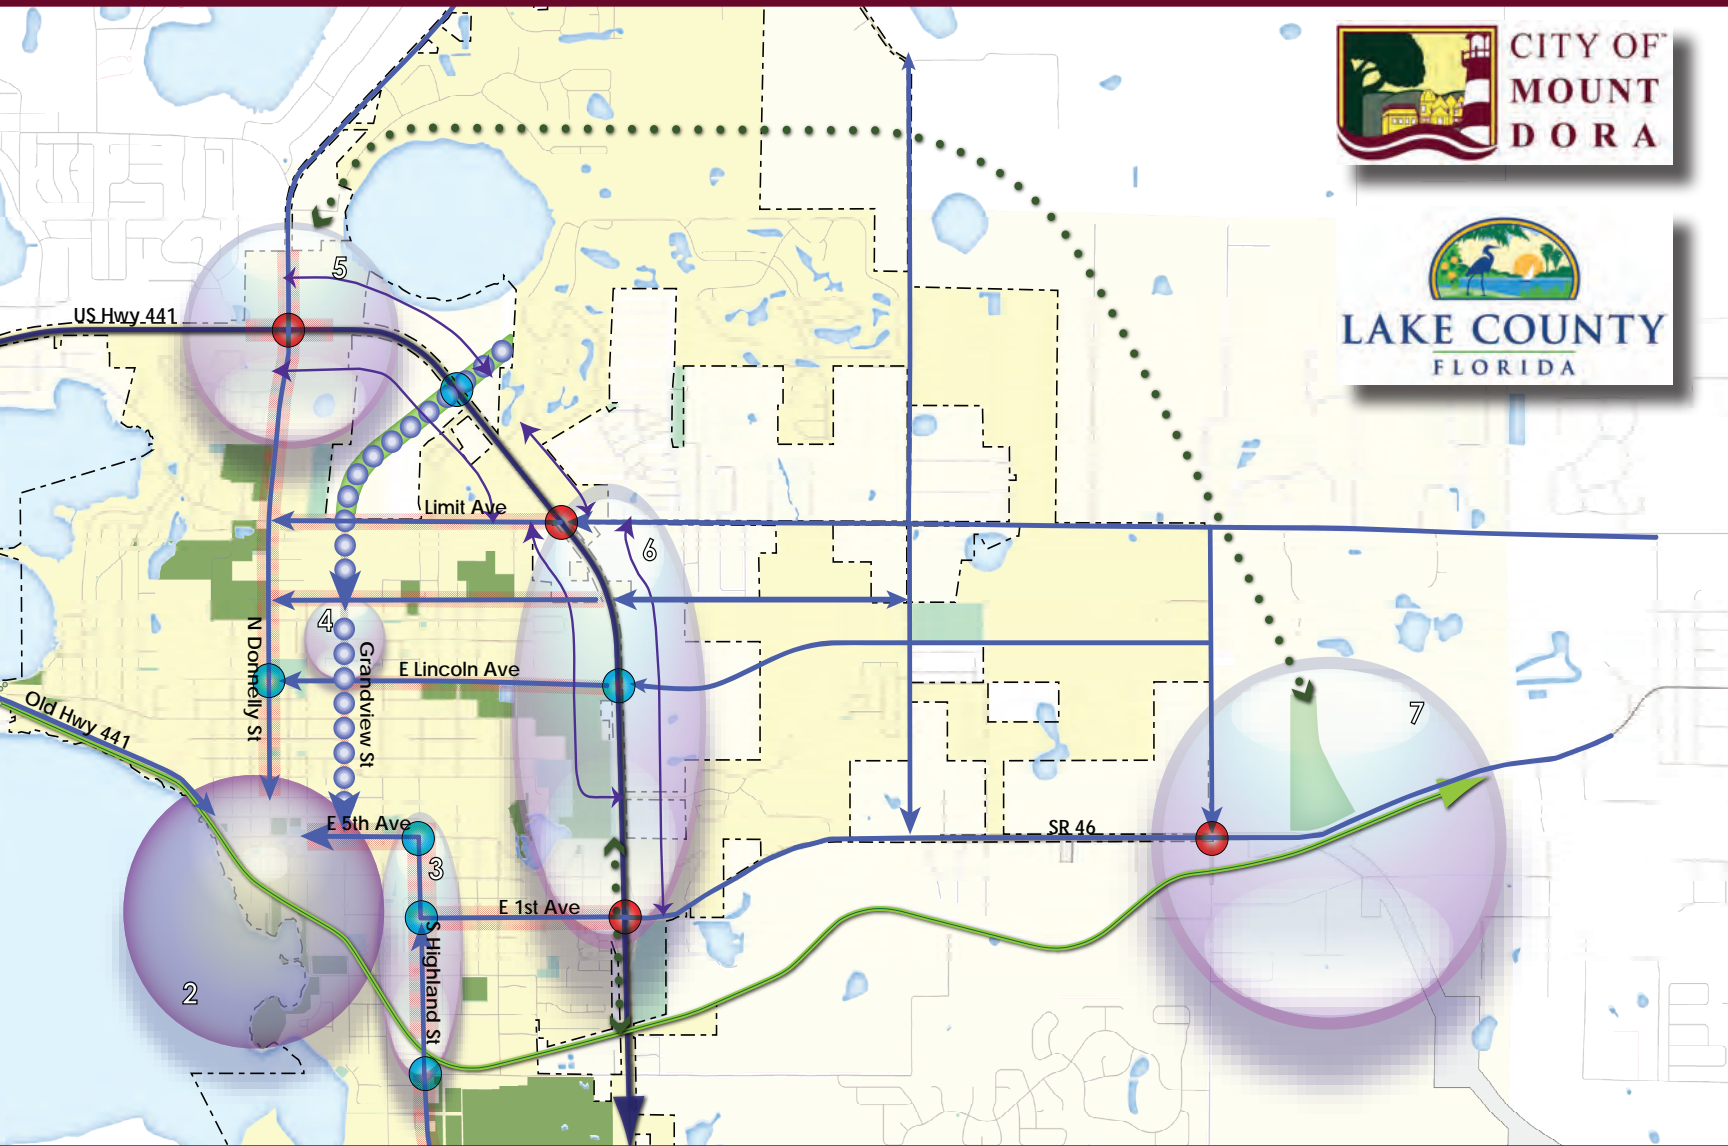 CITY OF
MOUNT
DORA
LAKE COUNTY
FLORIDA
5
US Hwy 441
Limit Ave
6
4
N Donnelly St
Grandview St
E Lincoln Ave
Old Hwy 441
7
E 5th Ave
SR 46
3
E 1st Ave
S Highland St
2